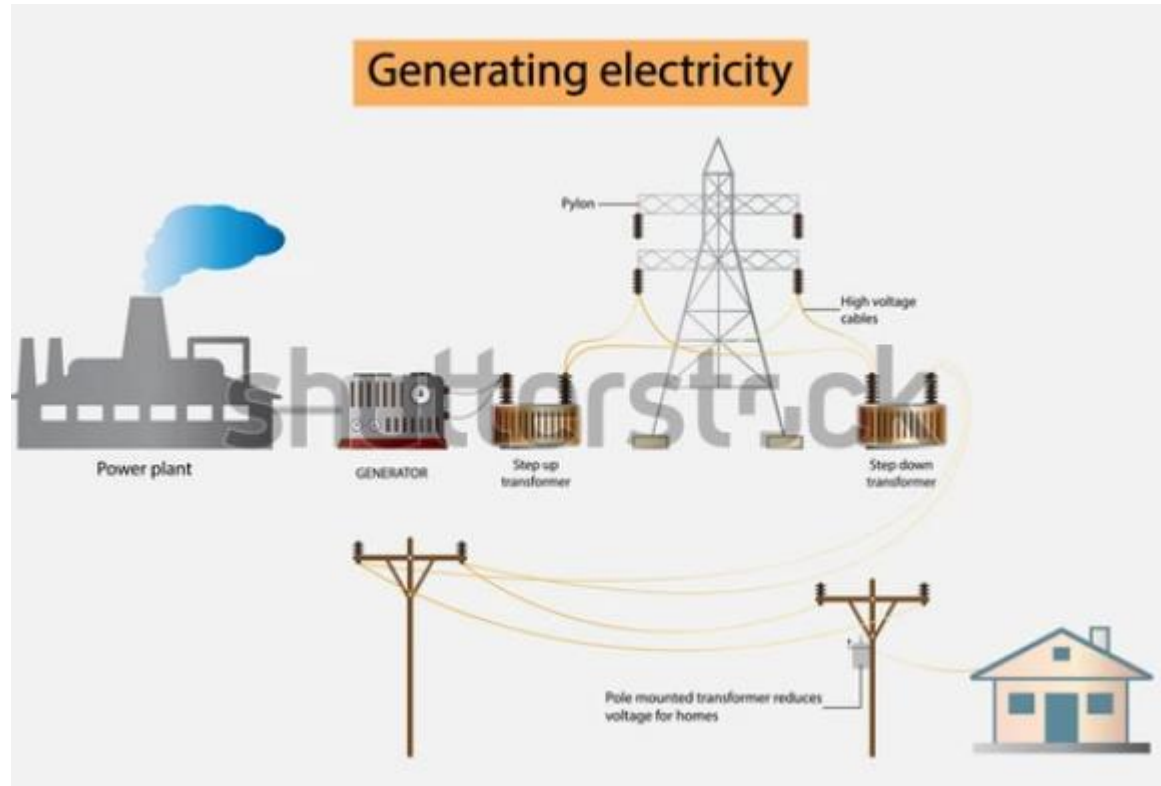 Generating electricity
Pylon
High voltage
cables
shutterstock
Power plant
GENERATOR
Step up
transformer
Step down
transformer
Pole mounted transformer reduces
voltage for homes